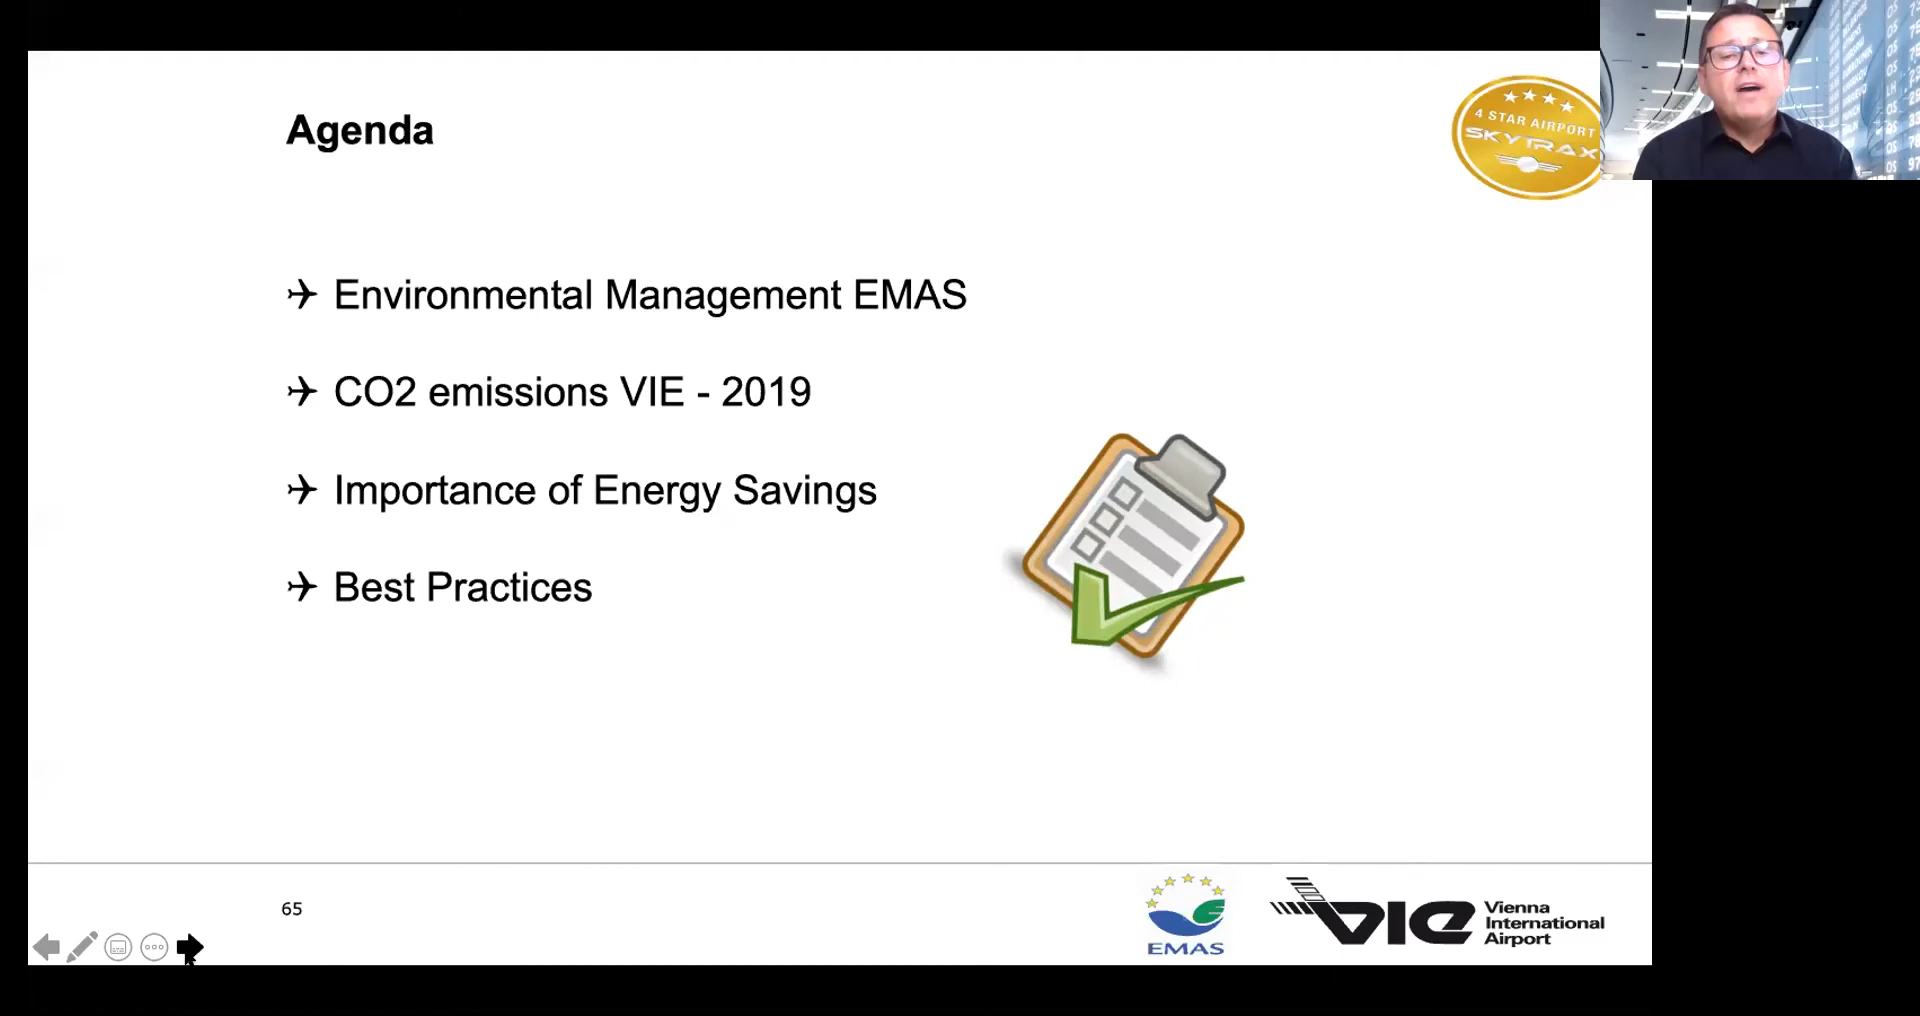 Agenda
4 STAR AIRPORT
SKYTRAX
Environmental Management EMAS
CO2 emissions VIE - 2019
Importance of Energy Savings
Best Practices
65
EMAS
VIE
Vienna
International
Airport